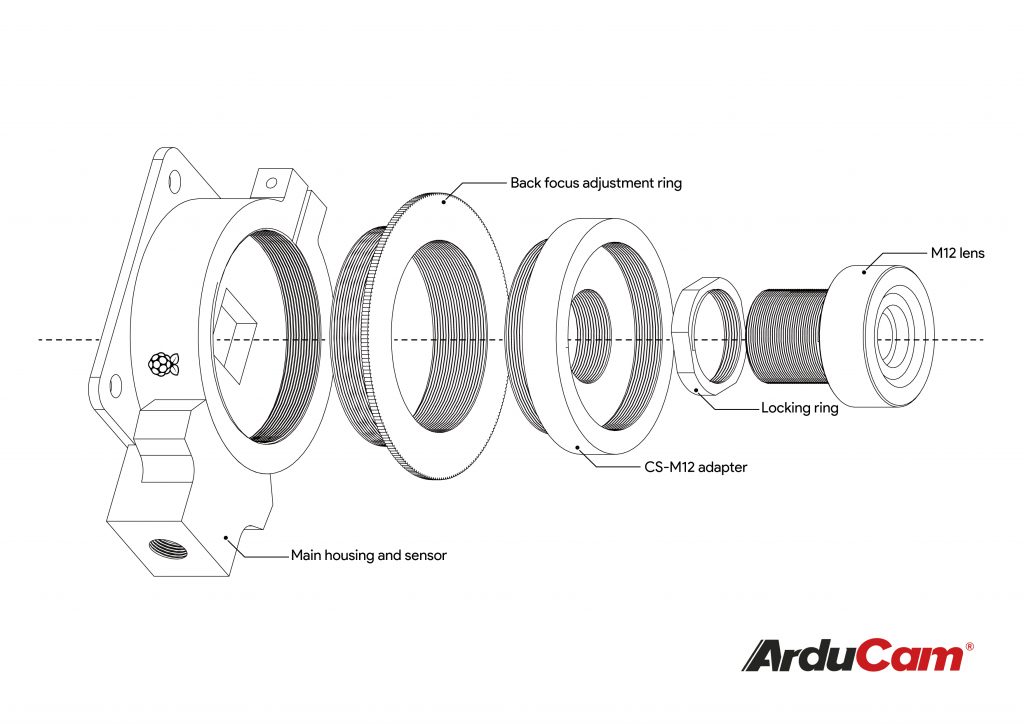 Back focus adjustment ring
M12 lens
Locking ring
CS-M12 adapter
Main housing and sensor
ArduCam®